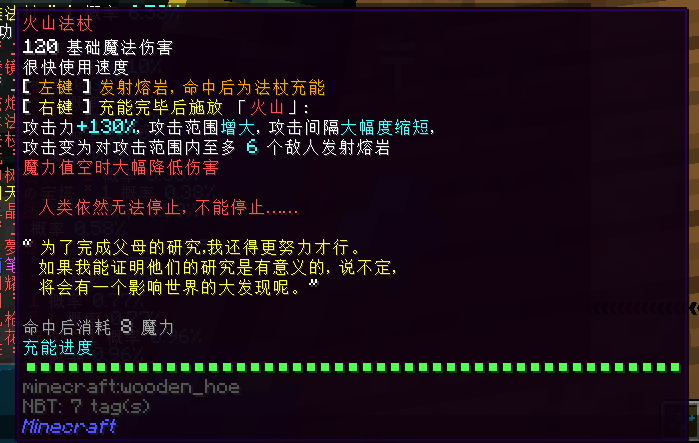 火山法杖
120 基础魔法伤害
很快使用速度
[ 左键 ] 发射熔岩, 命中后为法杖充能
[ 右键 ] 充能完毕后施放 「火山」:
攻击力+130%, 攻击范围增大, 攻击间隔大幅度缩短,
攻击变为对攻击范围内至多 6 个敌人发射熔岩
魔力值空时大幅降低伤害
人类依然无法停止, 不能停止......
“ 为了完成父母的研究,我还得更努力才行。
如果我能证明他们的研究是有意义的, 说不定,
将会有一个影响世界的大发现呢。”
命中后消耗 8 魔力
充能进度
minecraft:wooden_hoe
NBT: 7 tag(s)
Minecraft